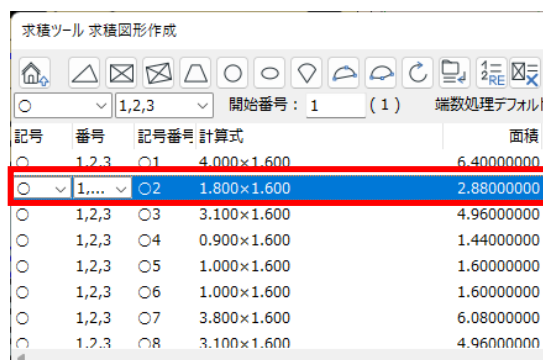 求積ツール 求積図形作成
1 2 RE
○ 1,2,3 開始番号： 1 (1) 端数処理デフォル
記号 番号 記号番号 計算式 面積
○ 1,2,3 ○1 4.000×1.600 6.40000000
○ 1,... ○2 1.800×1.600 2.88000000
○ 1,2,3 ○3 3.100×1.600 4.96000000
○ 1,2,3 ○4 0.900×1.600 1.44000000
○ 1,2,3 ○5 1.000×1.600 1.60000000
○ 1,2,3 ○6 1.000×1.600 1.60000000
○ 1,2,3 ○7 3.800×1.600 6.08000000
○ 1,2,3 ○8 3.100×1.600 4.96000000